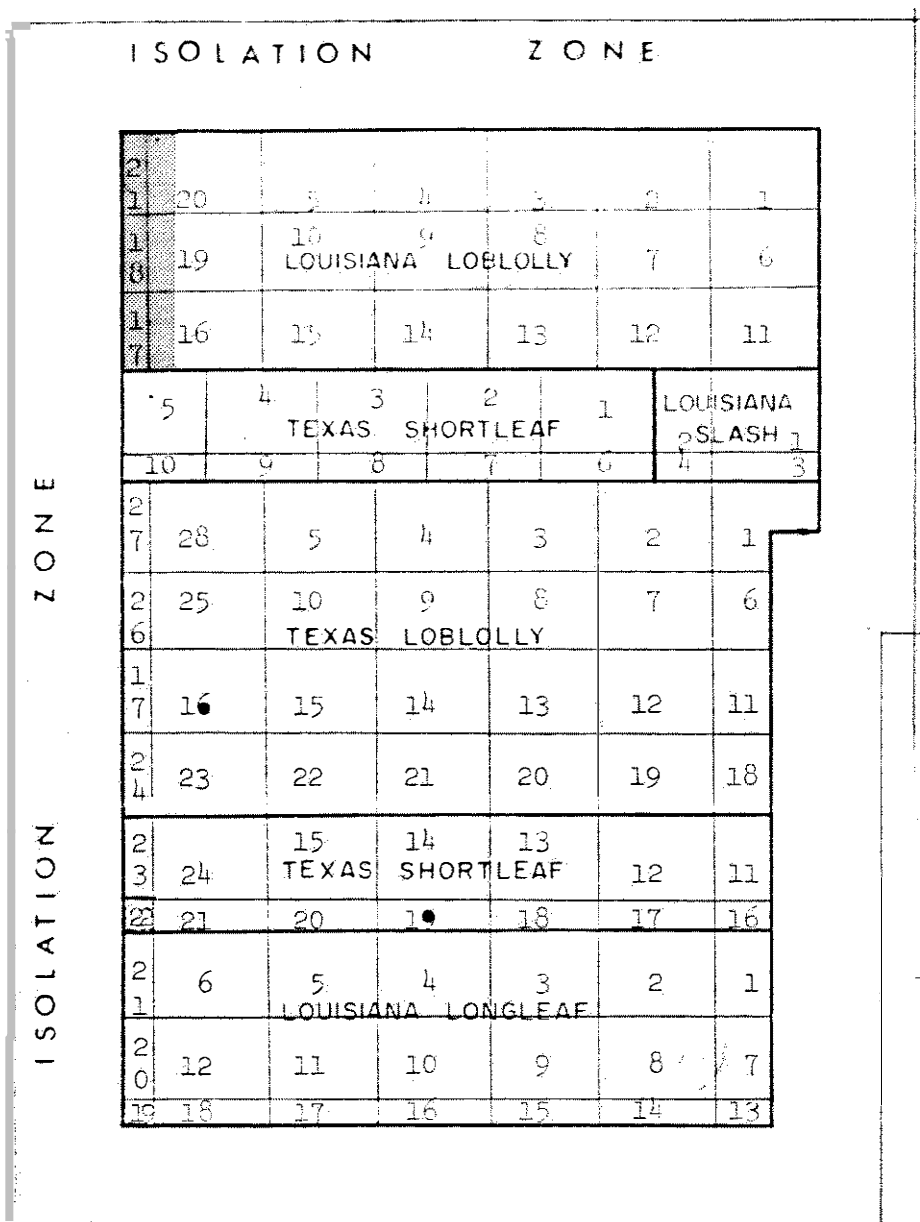 ISOLATION ZONE
21 20 5 4 3 2 1
18 19 10 9 8 7 6
LOUISIANA LOBLOLLY
17 16 15 14 13 12 11
5 4 3 2 1
TEXAS SHORTLEAF
10 9 8 7 6
LOUISIANA
SLASH
2 1
4 3
27 28 5 4 3 2 1
26 25 10 9 8 7 6
TEXAS LOBLOLLY
17 16 15 14 13 12 11
24 23 22 21 20 19 18
23 24 15 14 13 12 11
TEXAS SHORTLEAF
22 21 20 19 18 17 16
21 6 5 4 3 2 1
LOUISIANA LONGLEAF
20 12 11 10 9 8 7
19 18 17 16 15 14 13
ISOLATION ZONE